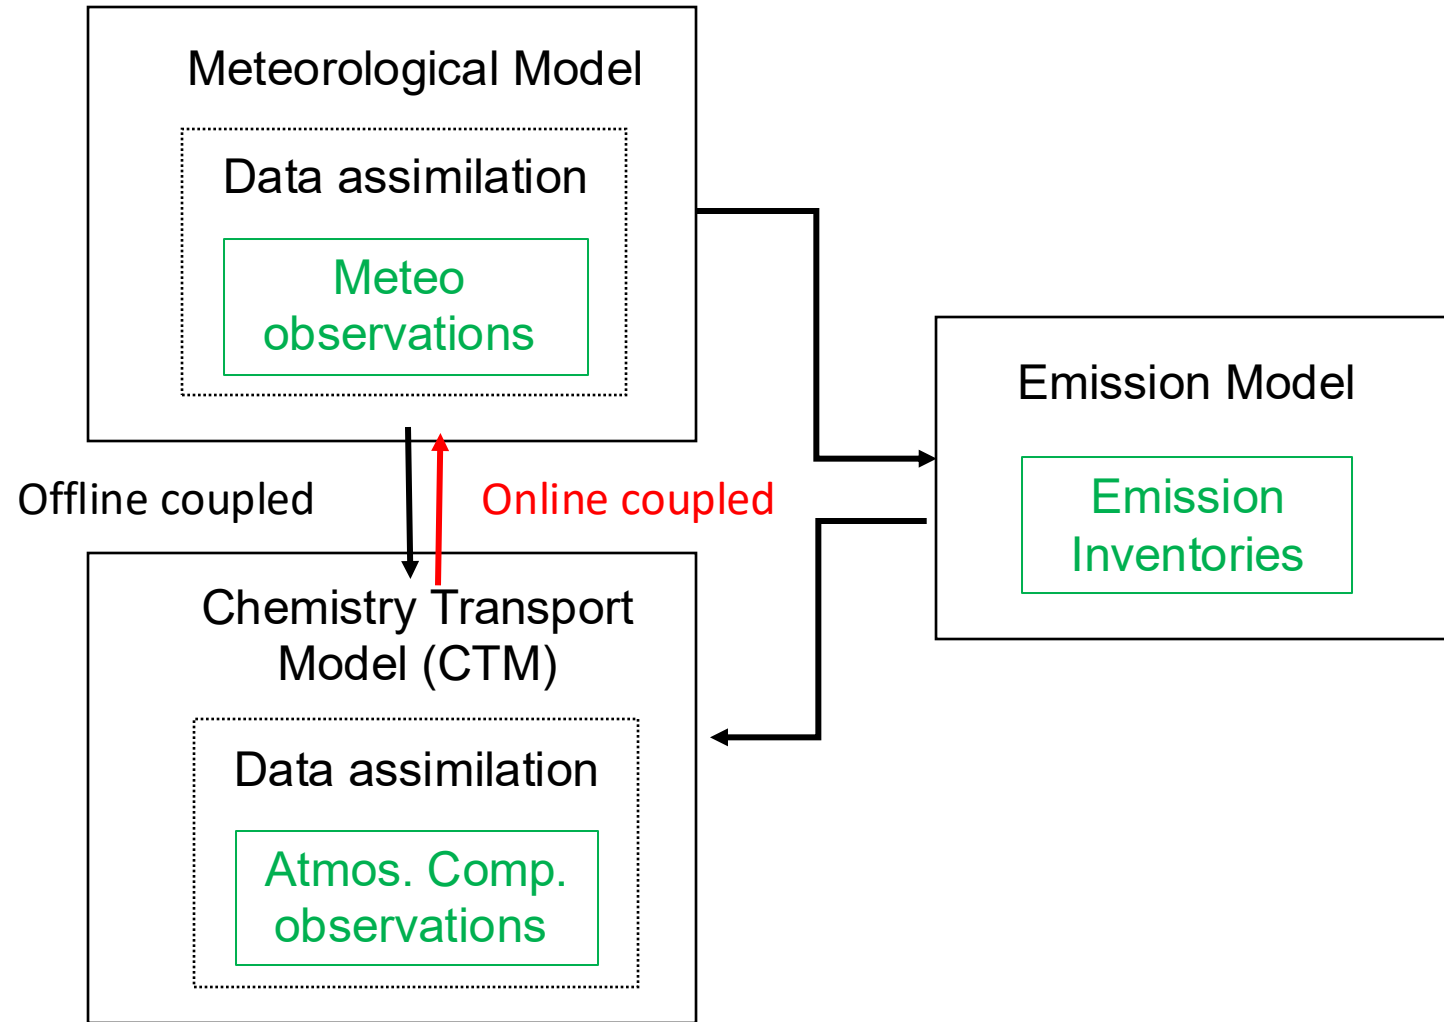 Meteorological Model
Data assimilation
Meteo
observations
Emission Model
Emission
Inventories
Offline coupled
Online coupled
Chemistry Transport
Model (CTM)
Data assimilation
Atmos. Comp.
observations